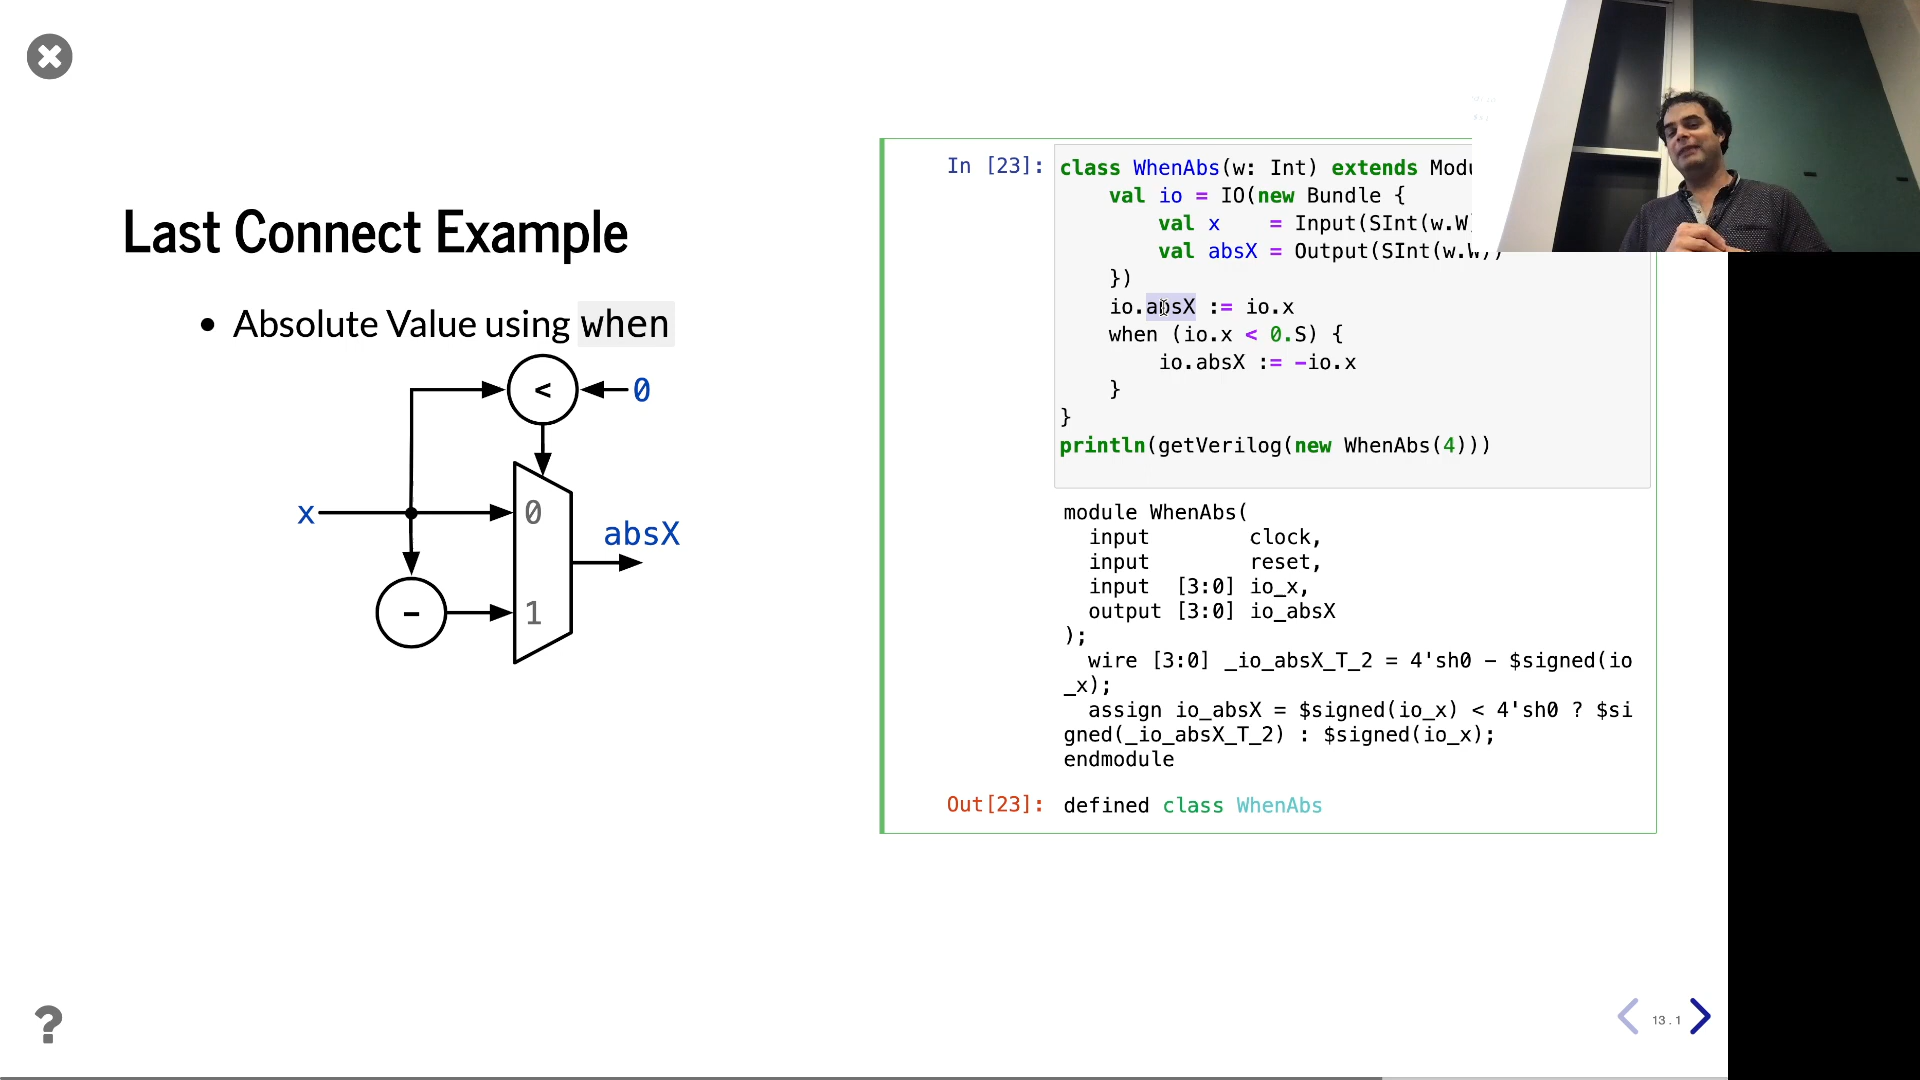 Last Connect Example
• Absolute Value using when
<
0
x
0
absX
-
1
In [23]:
class WhenAbs(w: Int) extends Modu
val io = IO(new Bundle {
val x = Input(SInt(w.W)
val absX = Output(SInt(w.W))
})
io.absX := io.x
when (io.x < 0.S) {
io.absX := -io.x
}
}
println(getVerilog(new WhenAbs(4)))
module WhenAbs(
input clock,
input reset,
input [3:0] io_x,
output [3:0] io_absX
);
wire [3:0] _io_absX_T_2 = 4'sh0 - $signed(io
_x);
assign io_absX = $signed(io_x) < 4'sh0 ? $si
gned(_io_absX_T_2) : $signed(io_x);
endmodule
Out[23]: defined class WhenAbs
?
13.1